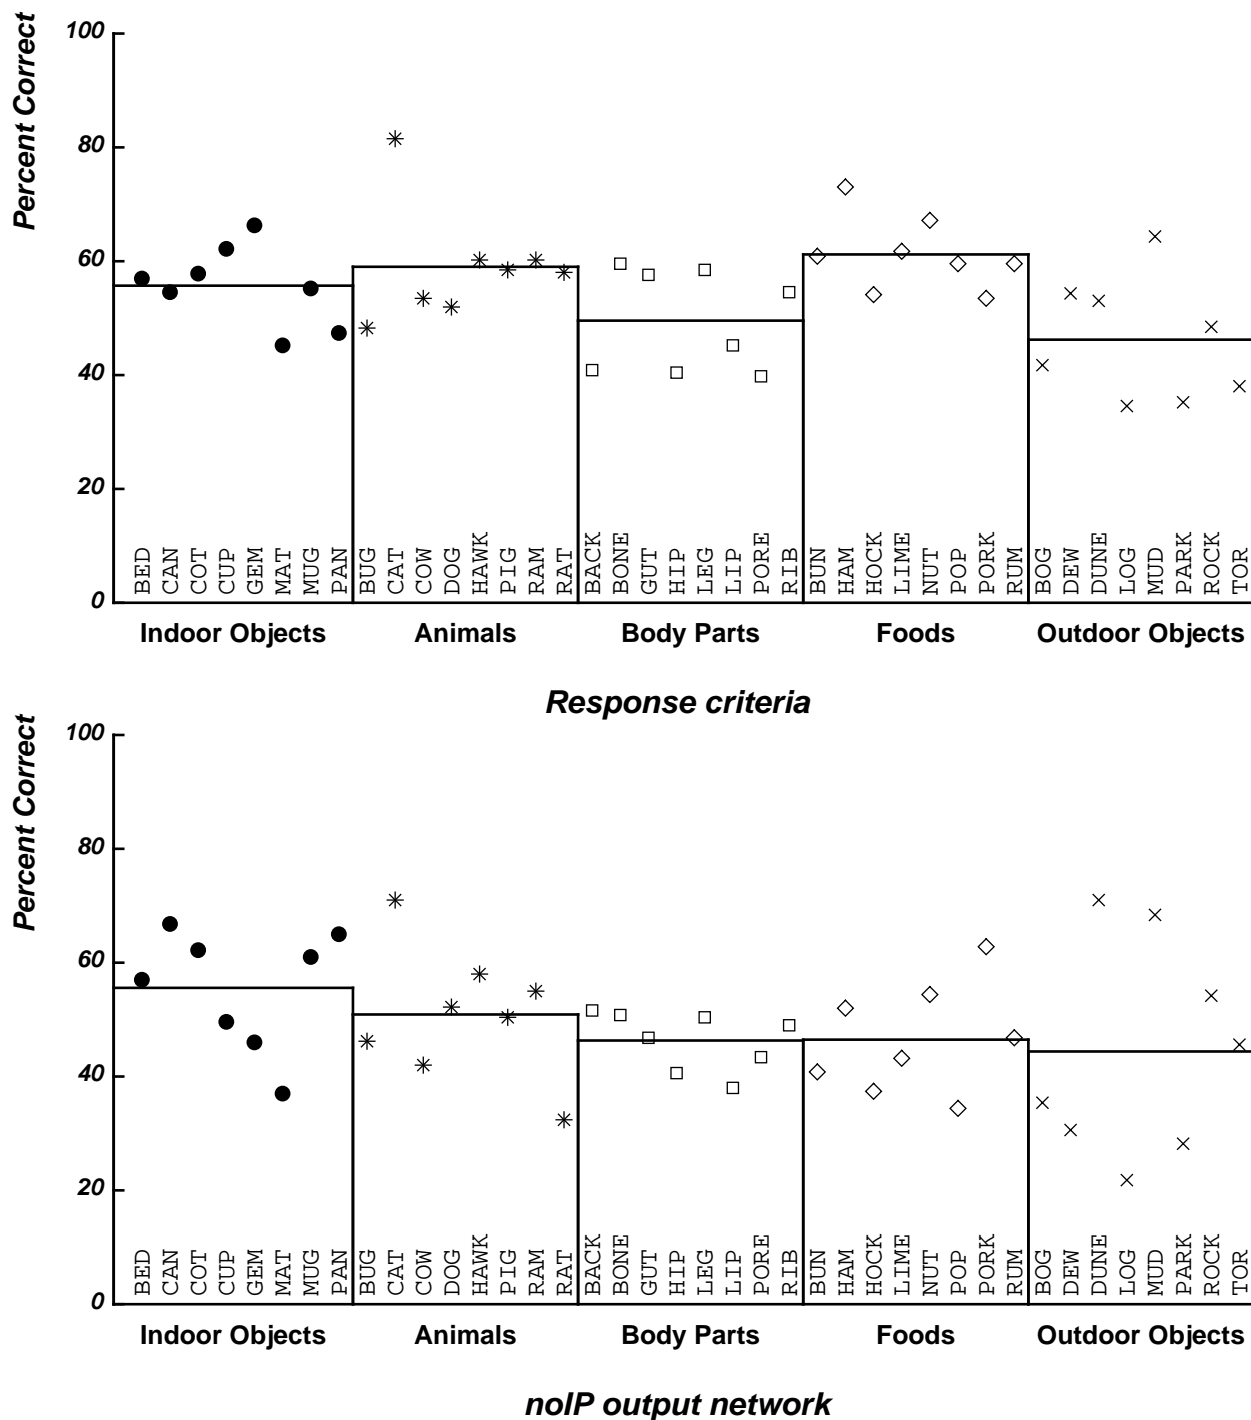 Percent Correct
100
80
60
40
20
0
BED CAN COT CUP GEM MAT MUG PAN BUG CAT COW DOG HAWK PIG RAM RAT BACK BONE GUT HIP LEG LIP PORE RIB BUN HAM HOCK LIME NUT POP PORK RUM BOG DEW DUNE LOG MUD PARK ROCK TOR
Indoor Objects Animals Body Parts Foods Outdoor Objects
Response criteria
Percent Correct
100
80
60
40
20
0
BED CAN COT CUP GEM MAT MUG PAN BUG CAT COW DOG HAWK PIG RAM RAT BACK BONE GUT HIP LEG LIP PORE RIB BUN HAM HOCK LIME NUT POP PORK RUM BOG DEW DUNE LOG MUD PARK ROCK TOR
Indoor Objects Animals Body Parts Foods Outdoor Objects
noIP output network